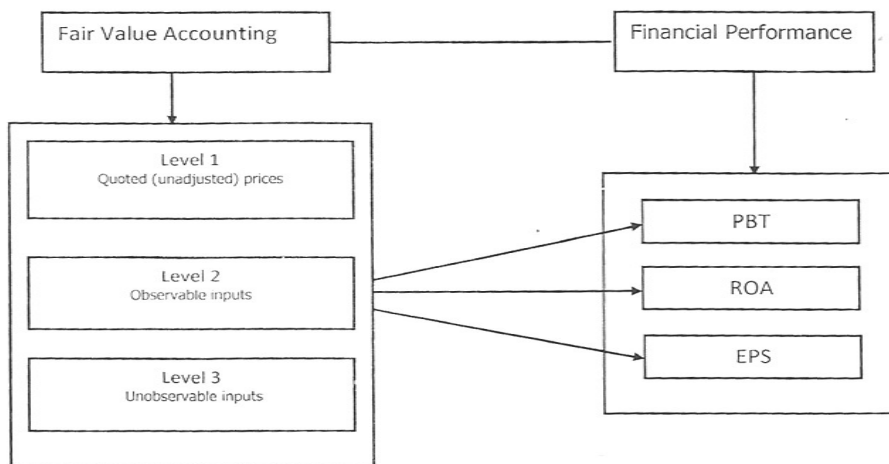 Fair Value Accounting
Financial Performance
Level 1
Quoted (unadjusted) prices
Level 2
Observable inputs
Level 3
Unobservable inputs
PBT
ROA
EPS